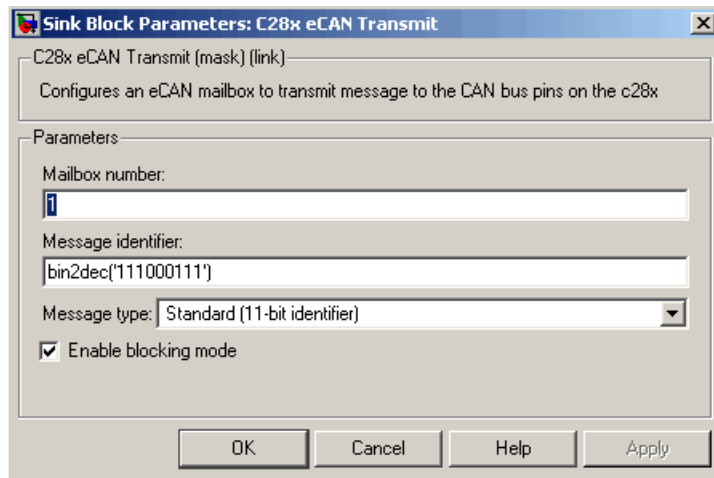 Sink Block Parameters: C28x eCAN Transmit
C28x eCAN Transmit (mask) (link)
Configures an eCAN mailbox to transmit message to the CAN bus pins on the c28x
Parameters
Mailbox number:
1
Message identifier:
bin2dec('111000111')
Message type: Standard (11-bit identifier)
Enable blocking mode
OK Cancel Help Apply